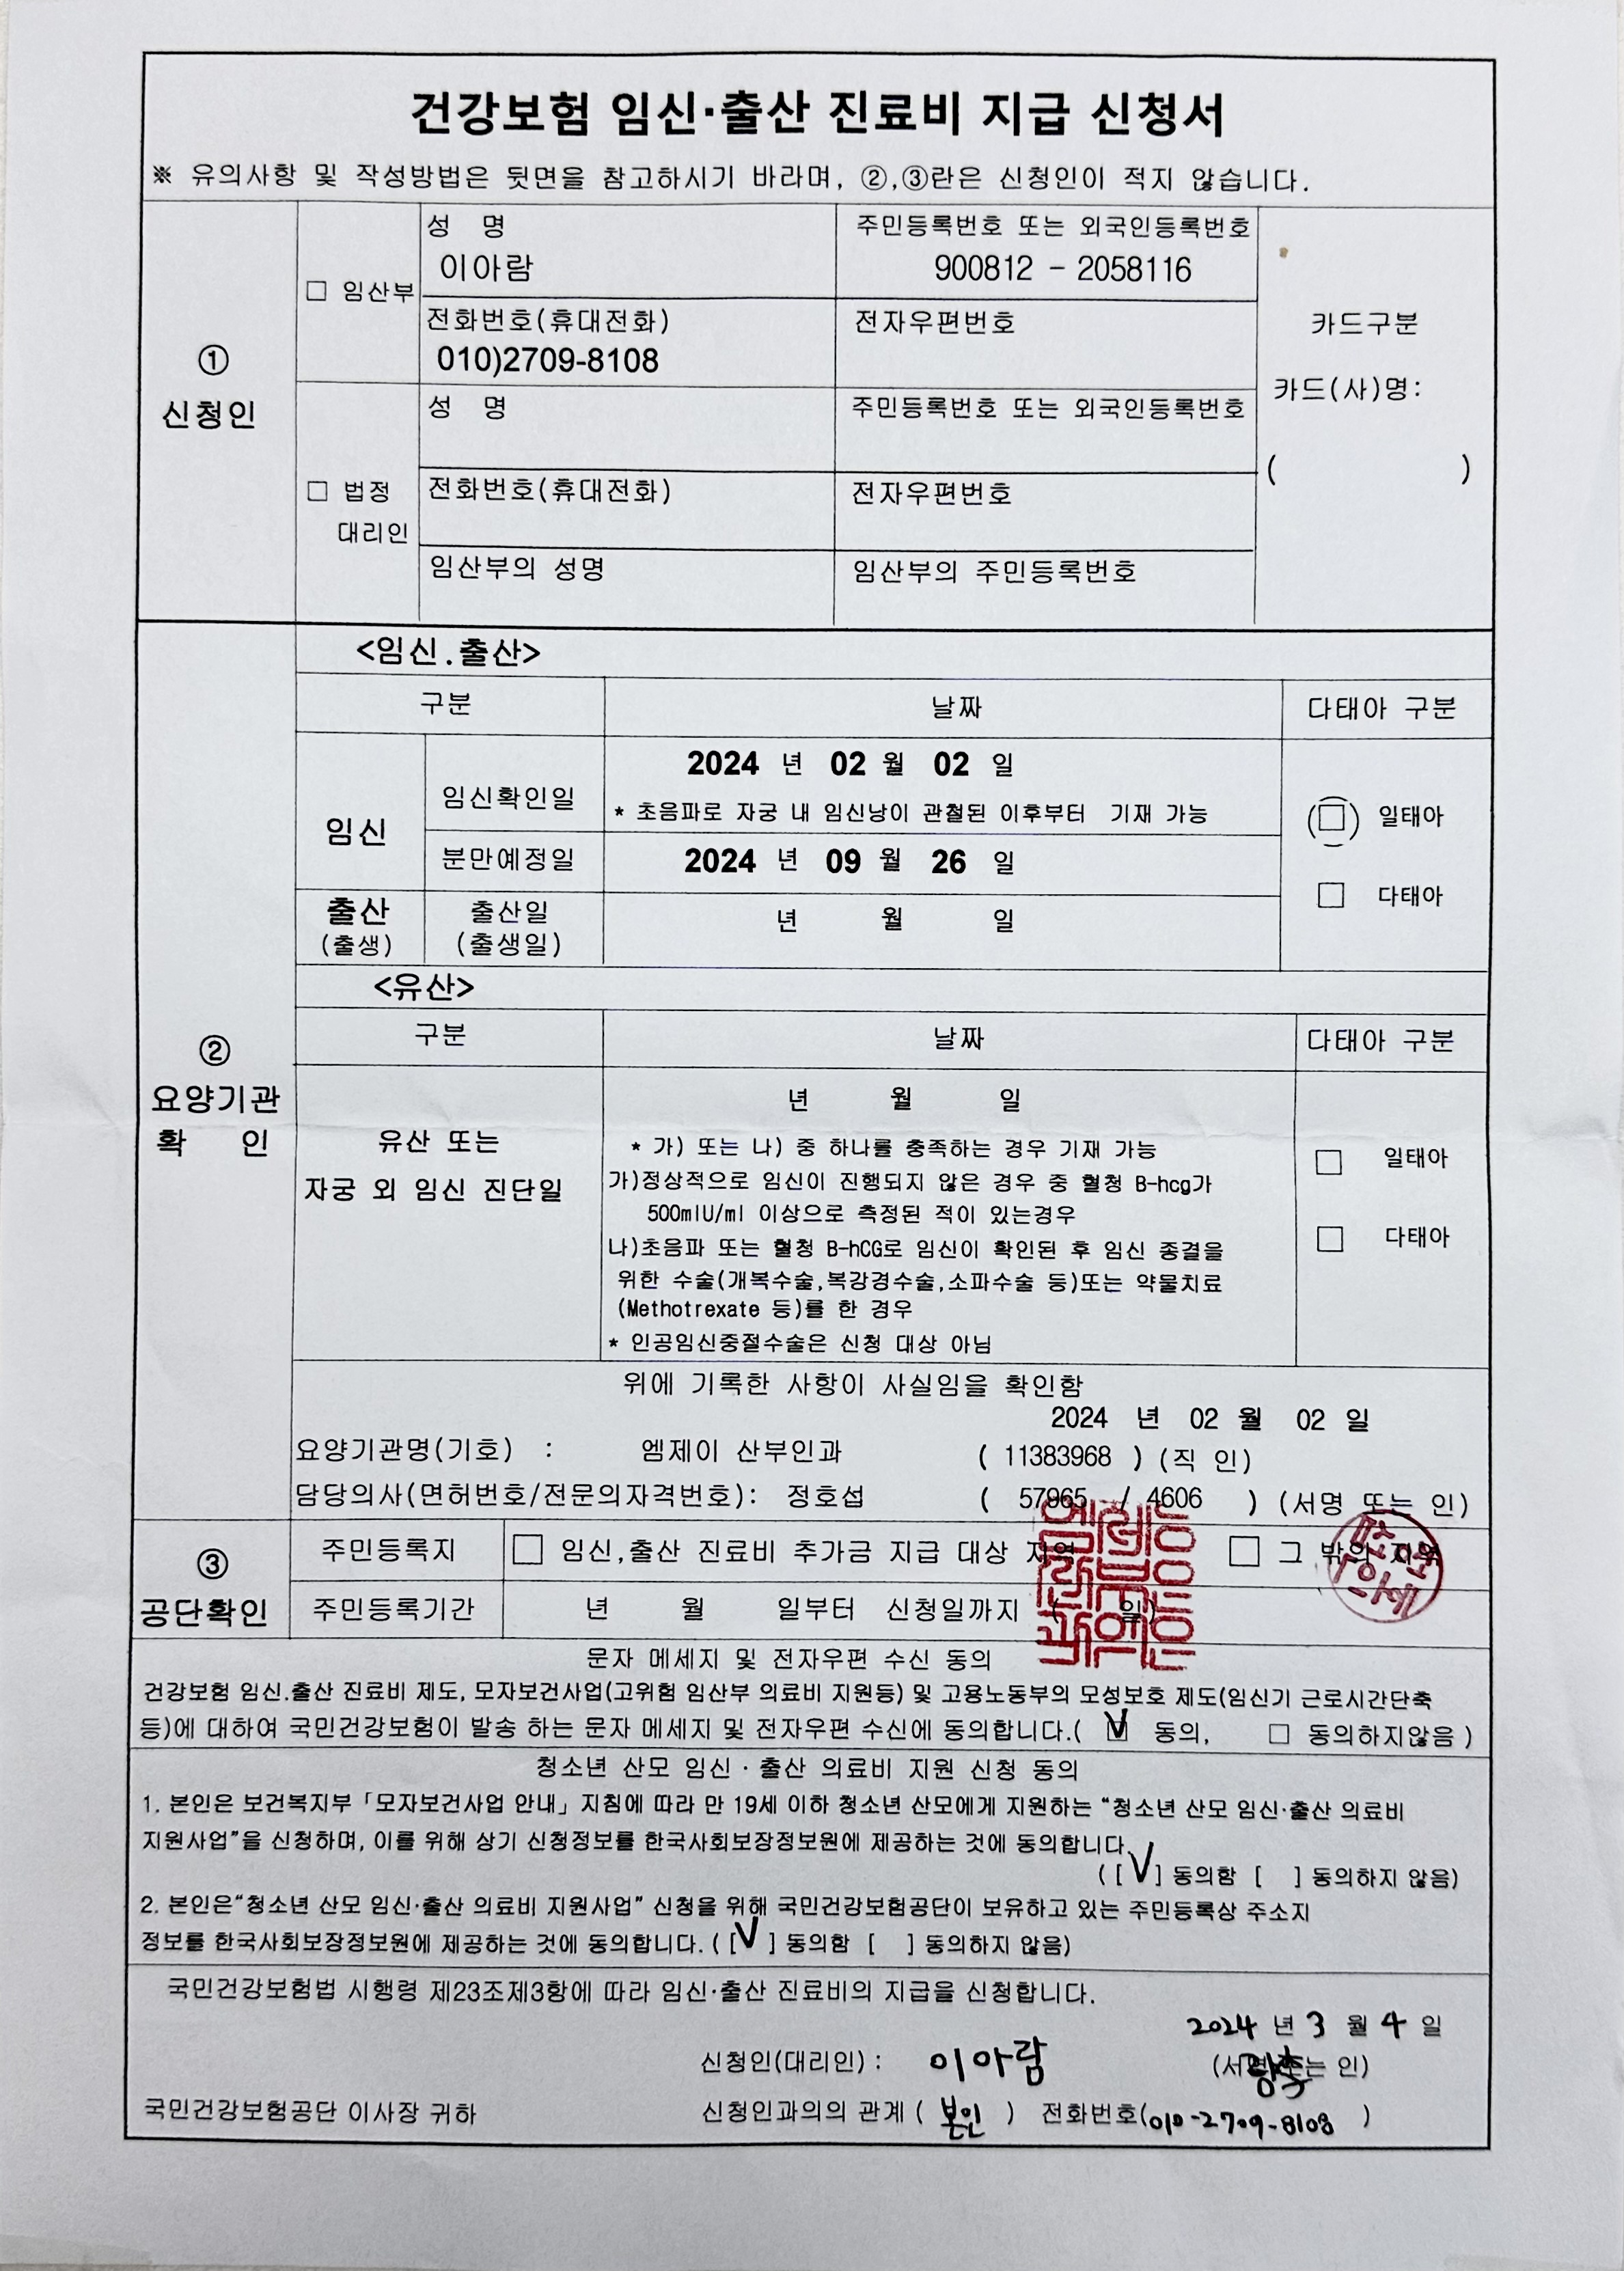 건강보험 임신·출산 진료비 지급 신청서
※ 유의사항 및 작성방법은 뒷면을 참고하시기 바라며, ②,③란은 신청인이 적지 않습니다.
①
신청인
□ 임산부
성 명
이아람
주민등록번호 또는 외국인등록번호
900812 - 2058116
전화번호(휴대전화)
010)2709-8108
전자우편번호
□ 법정
대리인
성 명
주민등록번호 또는 외국인등록번호
전화번호(휴대전화)
전자우편번호
임산부의 성명
임산부의 주민등록번호
카드구분
카드(사)명:
( )
②
요양기관
확 인
<임신.출산>
구분 날짜 다태아 구분
임신
임신확인일
2024 년 02 월 02 일
* 초음파로 자궁 내 임신낭이 관찰된 이후부터 기재 가능
분만예정일
2024 년 09 월 26 일
(□) 일태아
□ 다태아
출산
(출생)
출산일
(출생일)
년 월 일
<유산>
구분 날짜 다태아 구분
유산 또는
자궁 외 임신 진단일
년 월 일
* 가) 또는 나) 중 하나를 충족하는 경우 기재 가능
가)정상적으로 임신이 진행되지 않은 경우 중 혈청 B-hcg가
500mIU/ml 이상으로 측정된 적이 있는경우
나)초음파 또는 혈청 B-hCG로 임신이 확인된 후 임신 종결을
위한 수술(개복수술,복강경수술,소파수술 등)또는 약물치료
(Methotrexate 등)를 한 경우
* 인공임신중절수술은 신청 대상 아님
□ 일태아
□ 다태아
위에 기록한 사항이 사실임을 확인함
2024 년 02 월 02 일
요양기관명(기호) : 엠제이 산부인과 ( 11383968 ) (직 인)
담당의사(면허번호/전문의자격번호): 정호섭 ( 57965 / 4606 ) (서명 또는 인)
③
공단확인
주민등록지
□ 임신,출산 진료비 추가금 지급 대상 지역 □ 그 밖의 지역
주민등록기간
년 월 일부터 신청일까지 ( 일)
문자 메세지 및 전자우편 수신 동의
건강보험 임신.출산 진료비 제도, 모자보건사업(고위험 임산부 의료비 지원등) 및 고용노동부의 모성보호 제도(임신기 근로시간단축
등)에 대하여 국민건강보험이 발송 하는 문자 메세지 및 전자우편 수신에 동의합니다.( ☑ 동의, □ 동의하지않음 )
청소년 산모 임신 · 출산 의료비 지원 신청 동의
1. 본인은 보건복지부「모자보건사업 안내」지침에 따라 만 19세 이하 청소년 산모에게 지원하는 “청소년 산모 임신·출산 의료비
지원사업”을 신청하며, 이를 위해 상기 신청정보를 한국사회보장정보원에 제공하는 것에 동의합니다.
([V] 동의함 [ ] 동의하지 않음)
2. 본인은“청소년 산모 임신·출산 의료비 지원사업” 신청을 위해 국민건강보험공단이 보유하고 있는 주민등록상 주소지
정보를 한국사회보장정보원에 제공하는 것에 동의합니다. ([V] 동의함 [ ] 동의하지 않음)
국민건강보험법 시행령 제23조제3항에 따라 임신·출산 진료비의 지급을 신청합니다.
2024 년 3 월 4 일
신청인(대리인) : 이아람 (서명 또는 인)
국민건강보험공단 이사장 귀하
신청인과의의 관계 ( 본인 ) 전화번호(010-2709-8108 )